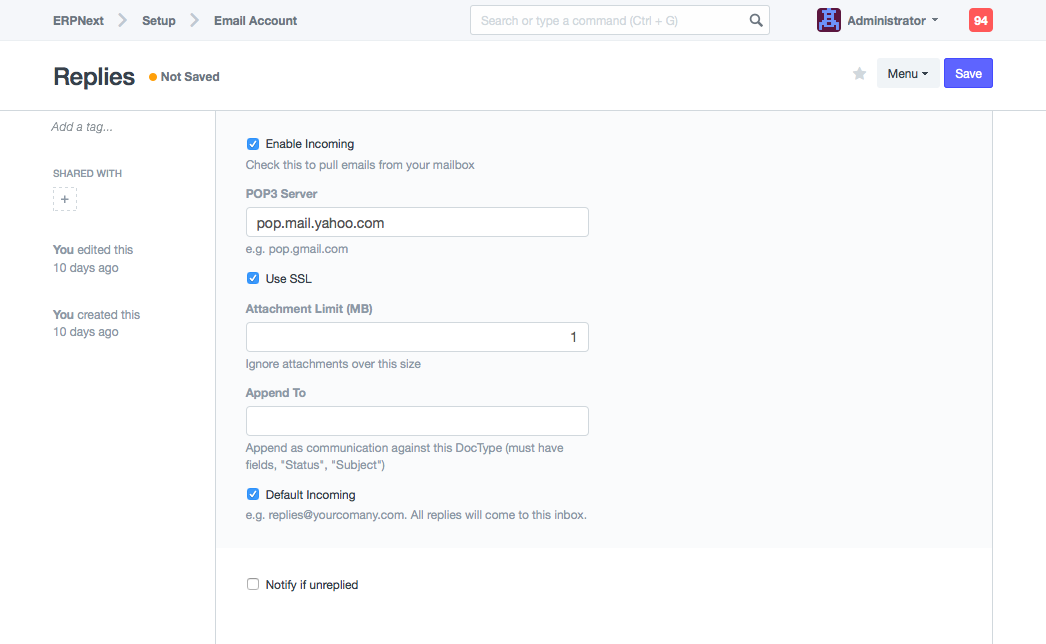 ERPNext Setup Email Account Search or type a command (Ctrl + G) Administrator 94
Replies Not Saved Menu Save
Add a tag...
SHARED WITH
+
You edited this
10 days ago
You created this
10 days ago
Enable Incoming
Check this to pull emails from your mailbox
POP3 Server
pop.mail.yahoo.com
e.g. pop.gmail.com
Use SSL
Attachment Limit (MB)
1
Ignore attachments over this size
Append To
Append as communication against this DocType (must have
fields, "Status", "Subject")
Default Incoming
e.g. replies@yourcomany.com. All replies will come to this inbox.
Notify if unreplied